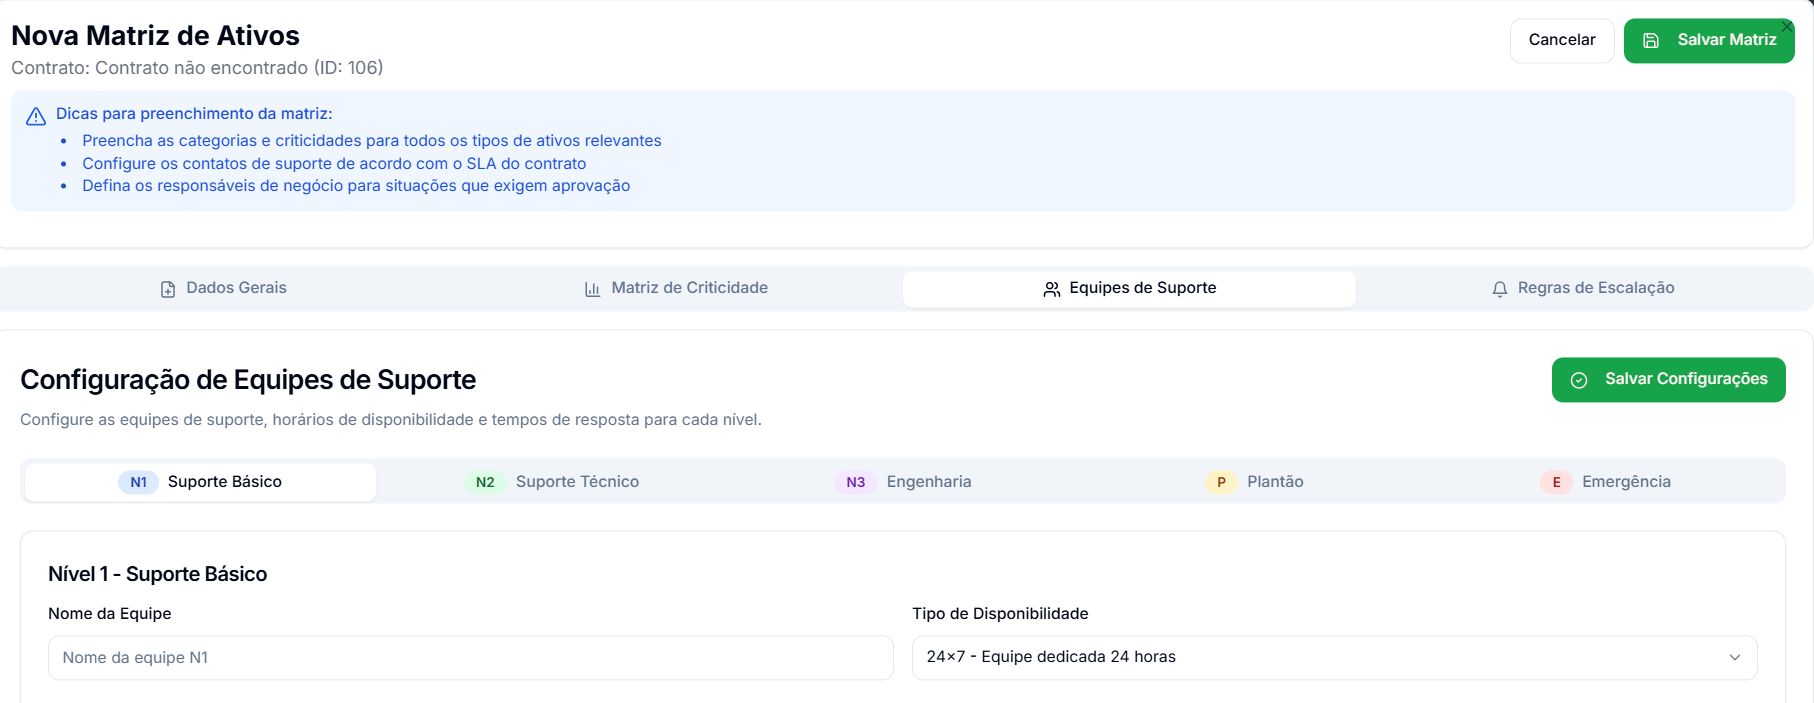 Nova Matriz de Ativos
Contrato: Contrato não encontrado (ID: 106)
Cancelar
Salvar Matriz
Dicas para preenchimento da matriz:
• Preencha as categorias e criticidades para todos os tipos de ativos relevantes
• Configure os contatos de suporte de acordo com o SLA do contrato
• Defina os responsáveis de negócio para situações que exigem aprovação
Dados Gerais
Matriz de Criticidade
Equipes de Suporte
Regras de Escalação
Configuração de Equipes de Suporte
Salvar Configurações
Configure as equipes de suporte, horários de disponibilidade e tempos de resposta para cada nível.
N1 Suporte Básico
N2 Suporte Técnico
N3 Engenharia
P Plantão
E Emergência
Nível 1 - Suporte Básico
Nome da Equipe
Tipo de Disponibilidade
Nome da equipe N1
24×7 - Equipe dedicada 24 horas